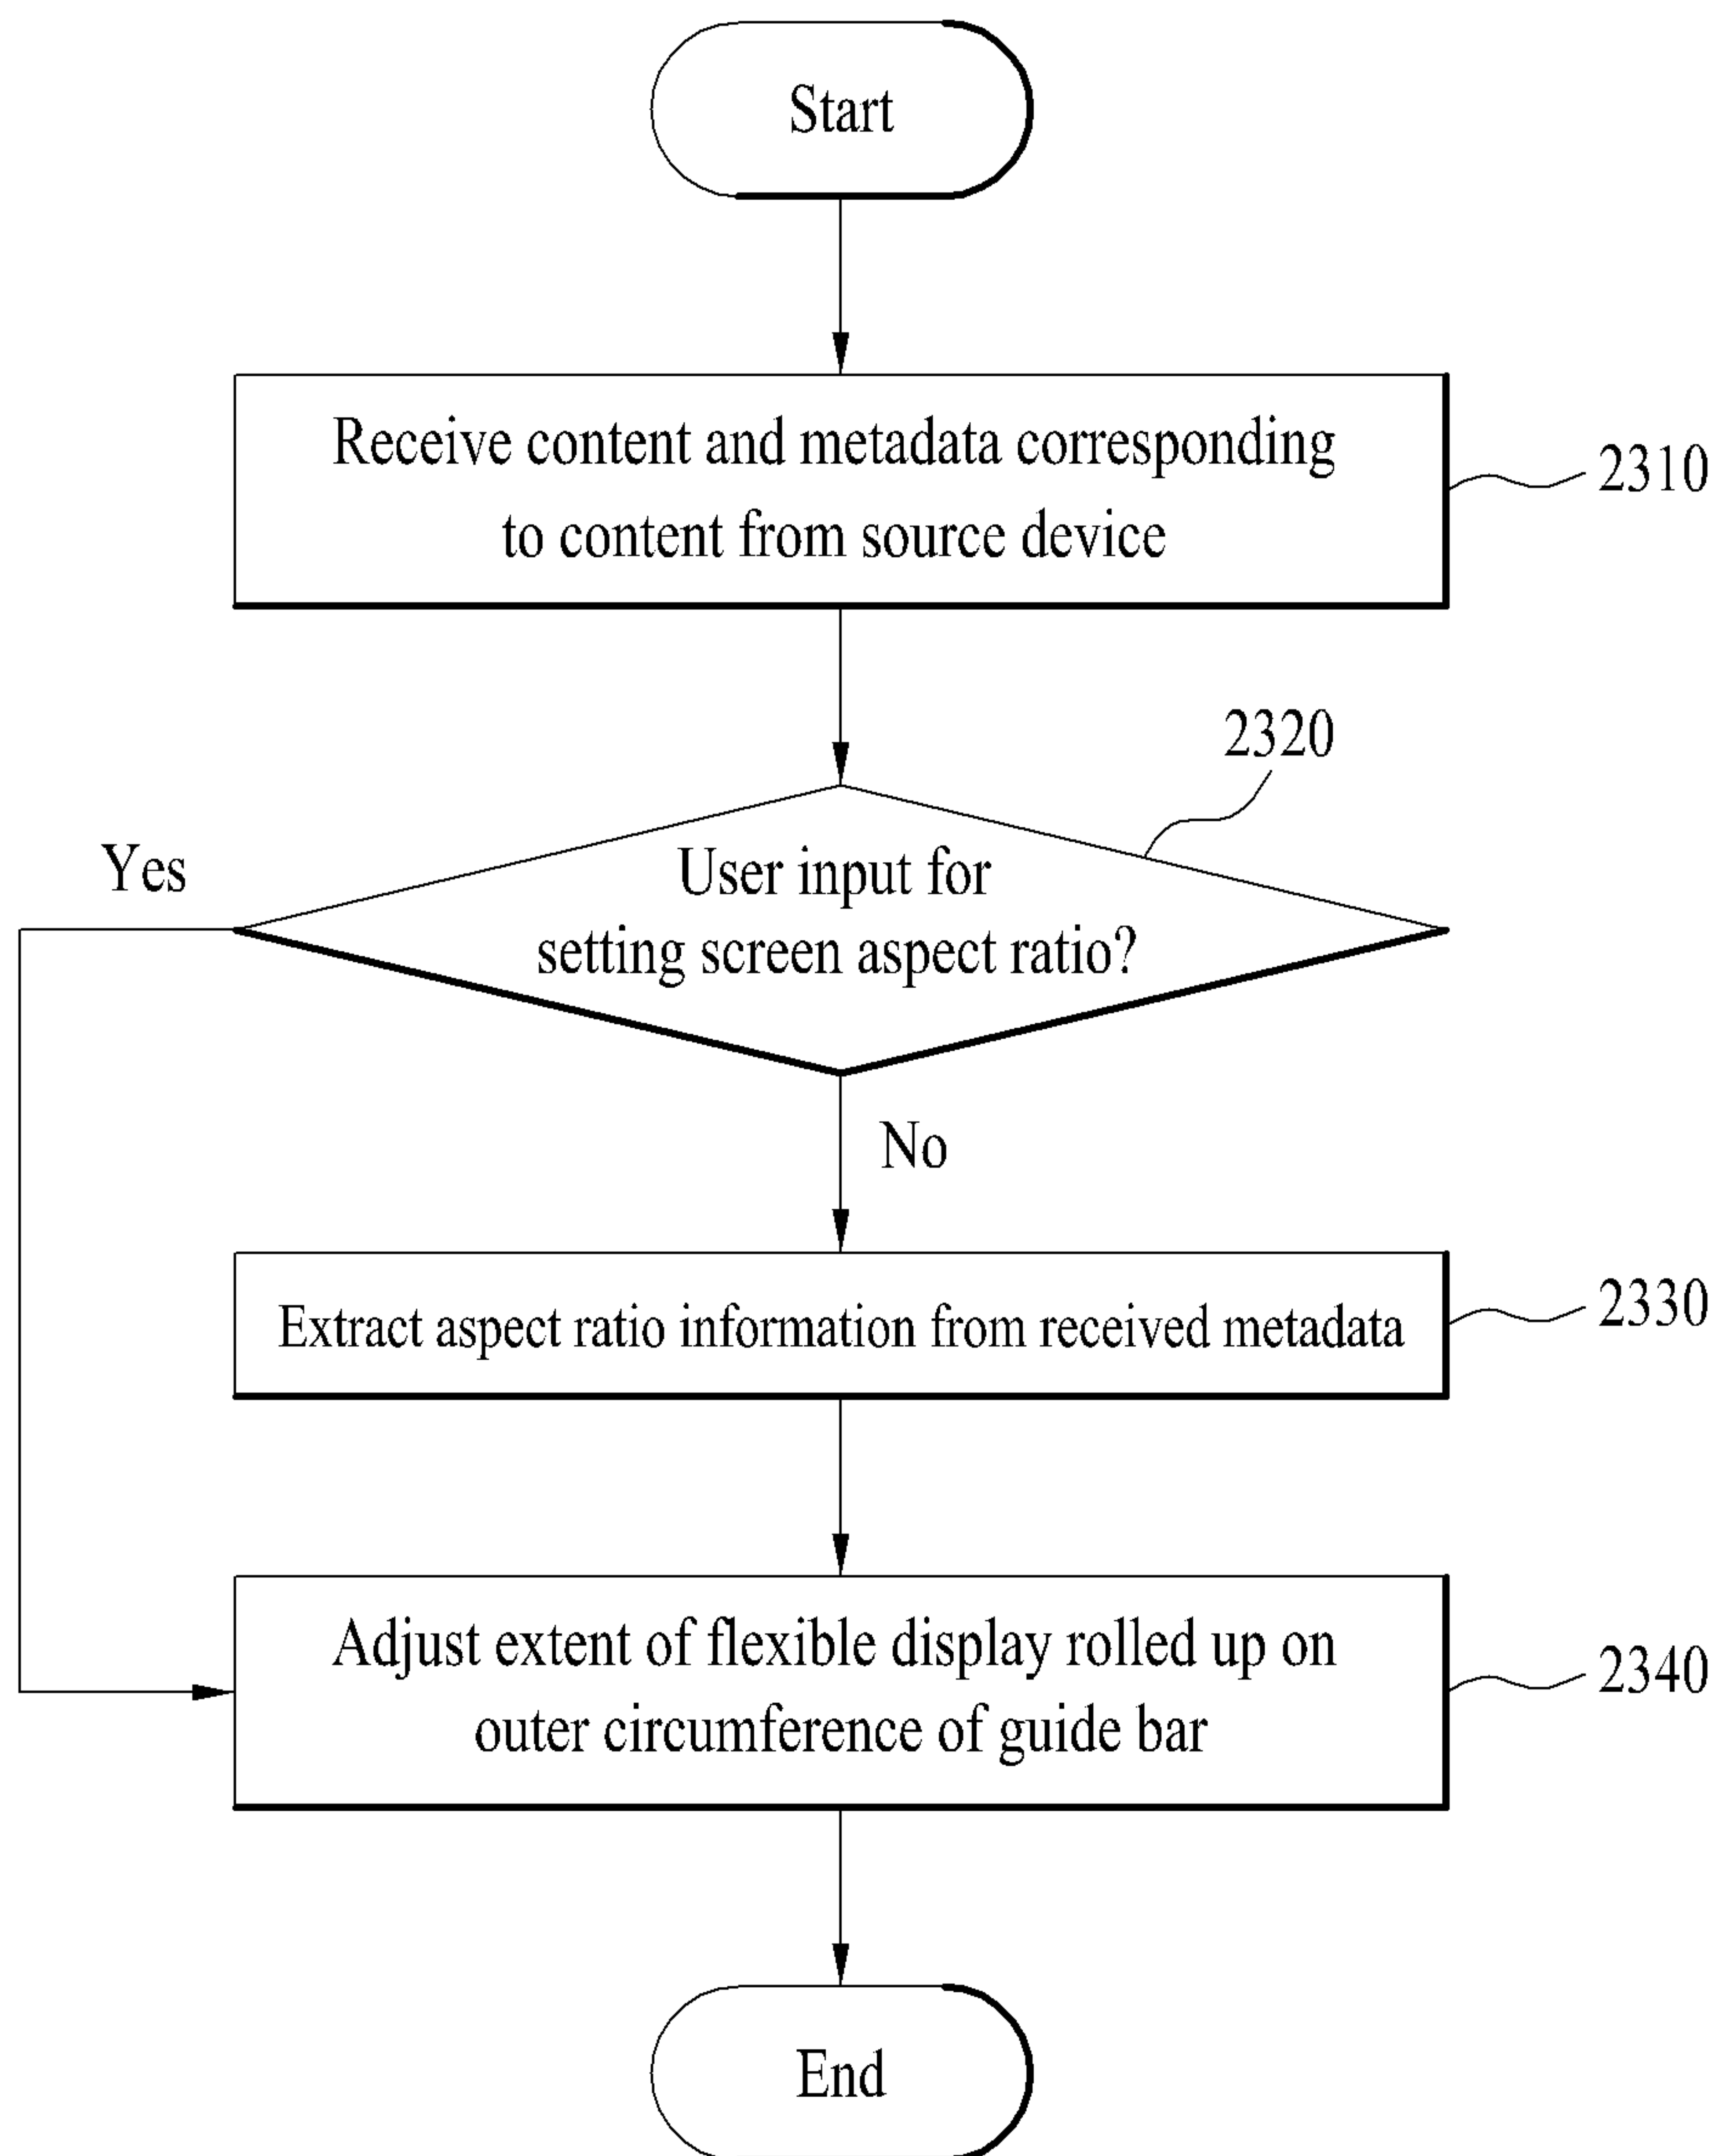 Start
Receive content and metadata corresponding
to content from source device
2310
2320
Yes
User input for
setting screen aspect ratio?
No
Extract aspect ratio information from received metadata
2330
Adjust extent of flexible display rolled up on
outer circumference of guide bar
2340
End